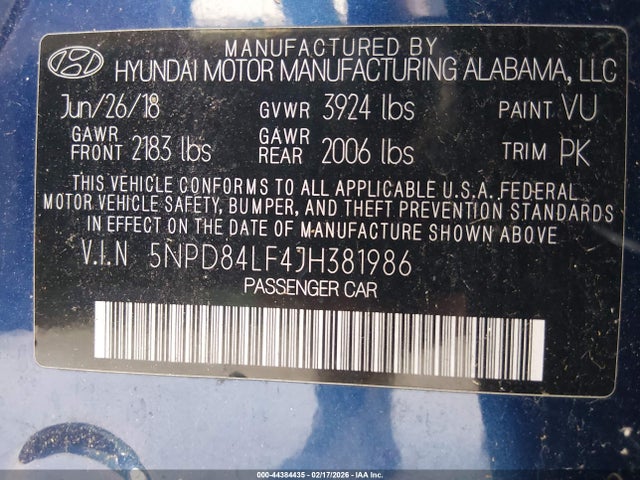 MANUFACTURED BY
HYUNDAI MOTOR MANUFACTURING ALABAMA, LLC
Jun/26/18 GVWR 3924 lbs PAINT VU
GAWR FRONT 2183 lbs GAWR REAR 2006 lbs TRIM PK
THIS VEHICLE CONFORMS TO ALL APPLICABLE U.S.A. FEDERAL
MOTOR VEHICLE SAFETY, BUMPER, AND THEFT PREVENTION STANDARDS
IN EFFECT ON THE DATE OF MANUFACTURE SHOWN ABOVE
V.I.N 5NPD84LF4JH381986
PASSENGER CAR
000-44384435 - 02/17/2026 - IAA Inc.